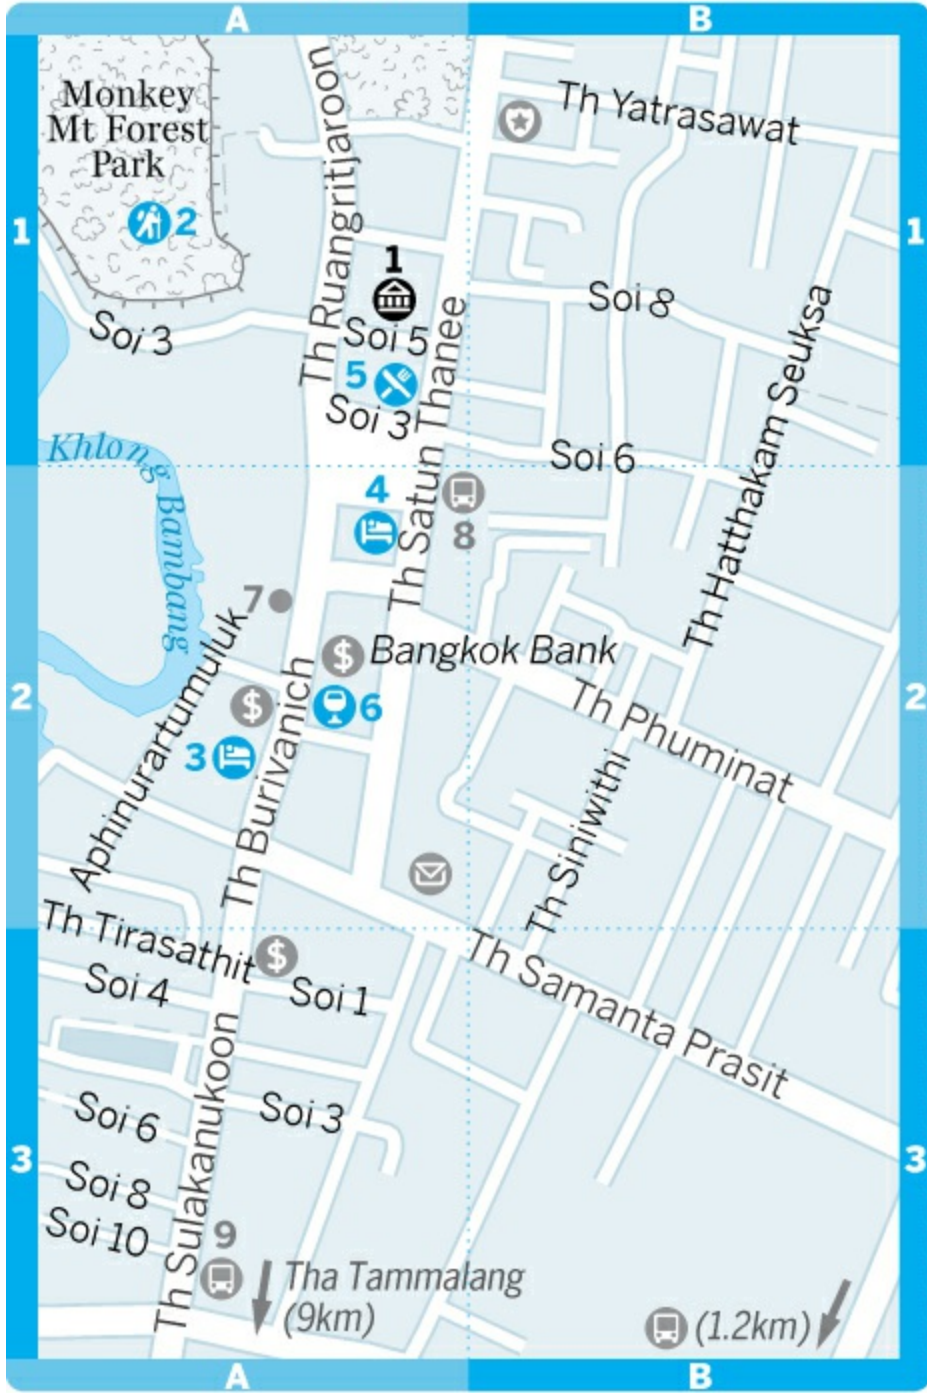 A
B
Monkey
Mt Forest
Park
2
Th Ruangritjaroon
Th Yatrasawat
1
1
1
Soi 8
Soi 3
Soi 5
5
Soi 3
Th Satun Thanee
Th Hatthakam Seuksa
Soi 6
Khlong Bambang
4
8
7
Aphinurartumuluk
$ Bangkok Bank
$
6
2
2
3
Th Burivanich
Th Phuminat
Th Siniwithi
Th Tirasathit
$
Soi 4
Soi 1
Th Samanta Prasit
Th Sulakanukoon
Soi 6
Soi 3
3
3
Soi 8
Soi 10
9
Tha Tammalang
(9km)
(1.2km)
A
B